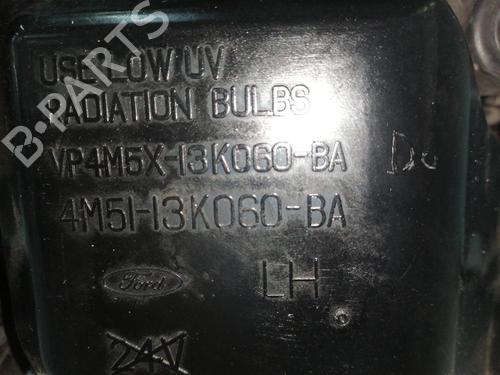 USE LOW UV
RADIATION BULBS
VP4M5X-13K060-BA
4M51-13K060-BA
Ford
LH
24V
B-PARTS